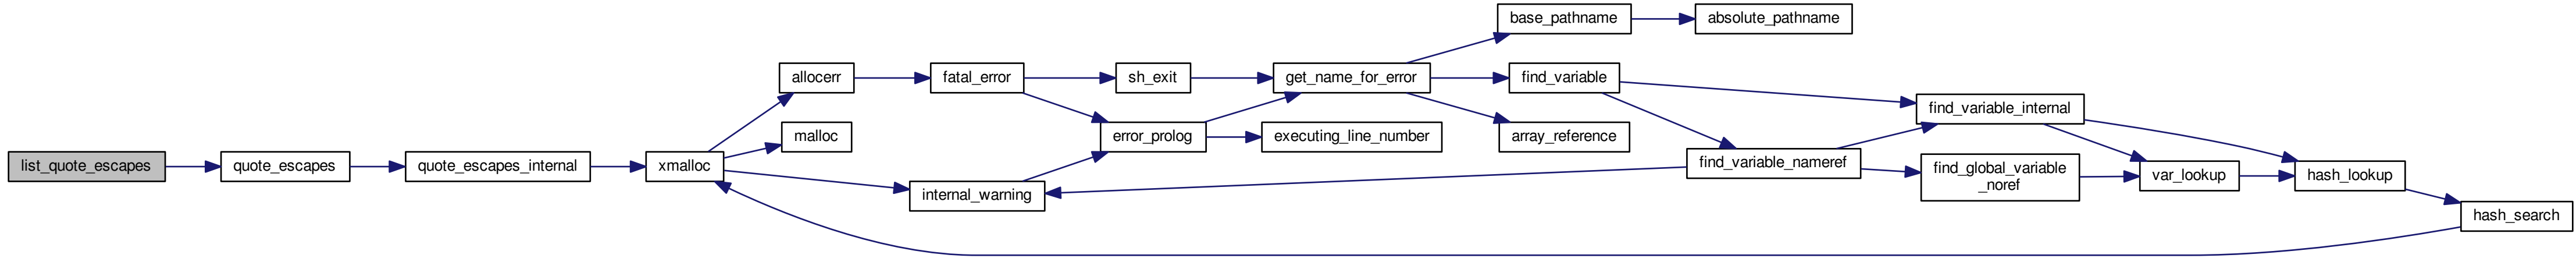 list_quote_escapes
quote_escapes
quote_escapes_internal
xmalloc
allocerr
malloc
internal_warning
fatal_error
sh_exit
error_prolog
get_name_for_error
executing_line_number
base_pathname
absolute_pathname
find_variable
array_reference
find_variable_nameref
find_variable_internal
find_global_variable
_noref
var_lookup
hash_lookup
hash_search